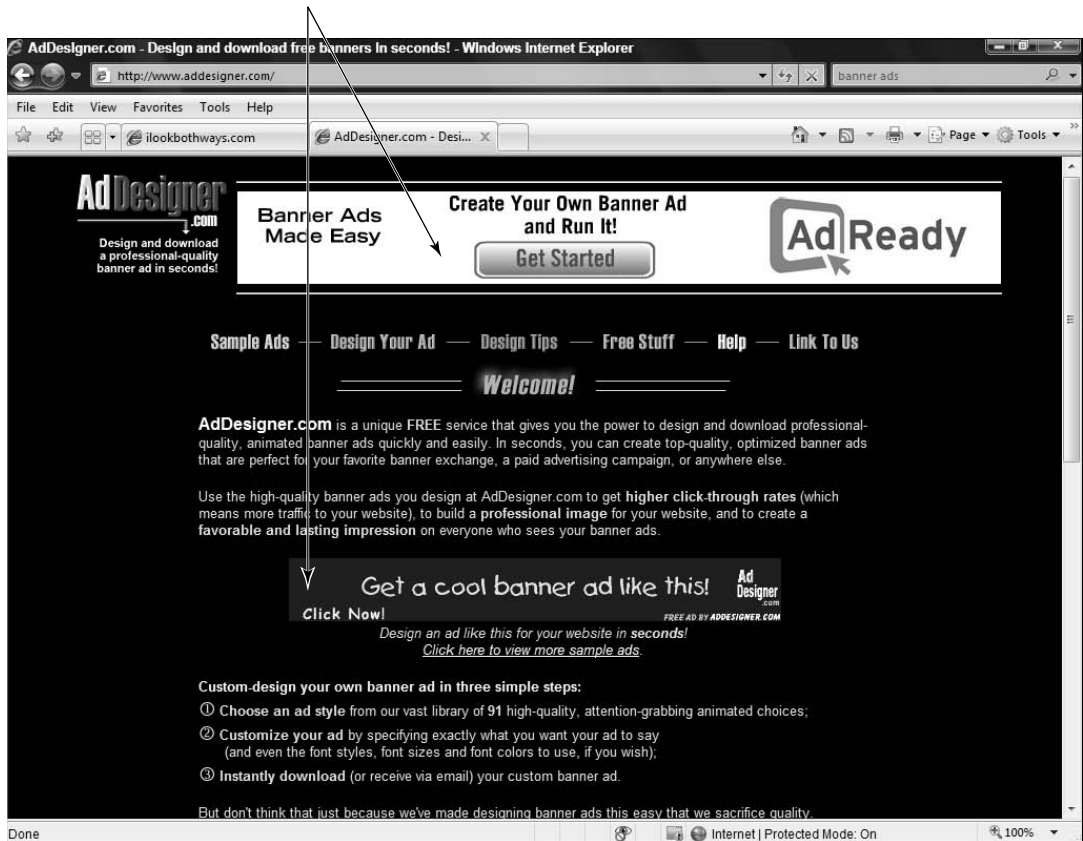 AdDesigner.com - Design and download free banners in seconds! - Windows Internet Explorer
http://www.addesigner.com/
banner ads
File Edit View Favorites Tools Help
ilookbothways.com
AdDesigner.com - Desi...
Page
Tools
AdDesigner
.com
Design and download
a professional-quality
banner ad in seconds!
Banner Ads
Made Easy
Create Your Own Banner Ad
and Run It!
Get Started
AdReady
Sample Ads — Design Your Ad — Design Tips — Free Stuff — Help — Link To Us
Welcome!
AdDesigner.com is a unique FREE service that gives you the power to design and download professional-
quality, animated banner ads quickly and easily. In seconds, you can create top-quality, optimized banner ads
that are perfect for your favorite banner exchange, a paid advertising campaign, or anywhere else.
Use the high-quality banner ads you design at AdDesigner.com to get higher click-through rates (which
means more traffic to your website), to build a professional image for your website, and to create a
favorable and lasting impression on everyone who sees your banner ads.
Get a cool banner ad like this!
Ad
Designer
.com
Click Now!
FREE AD BY ADDESIGNER.COM
Design an ad like this for your website in seconds!
Click here to view more sample ads.
Custom-design your own banner ad in three simple steps:
① Choose an ad style from our vast library of 91 high-quality, attention-grabbing animated choices;
② Customize your ad by specifying exactly what you want your ad to say
(and even the font styles, font sizes and font colors to use, if you wish);
③ Instantly download (or receive via email) your custom banner ad.
But don't think that just because we've made designing banner ads this easy that we sacrifice quality.
Done
Internet | Protected Mode: On
100%